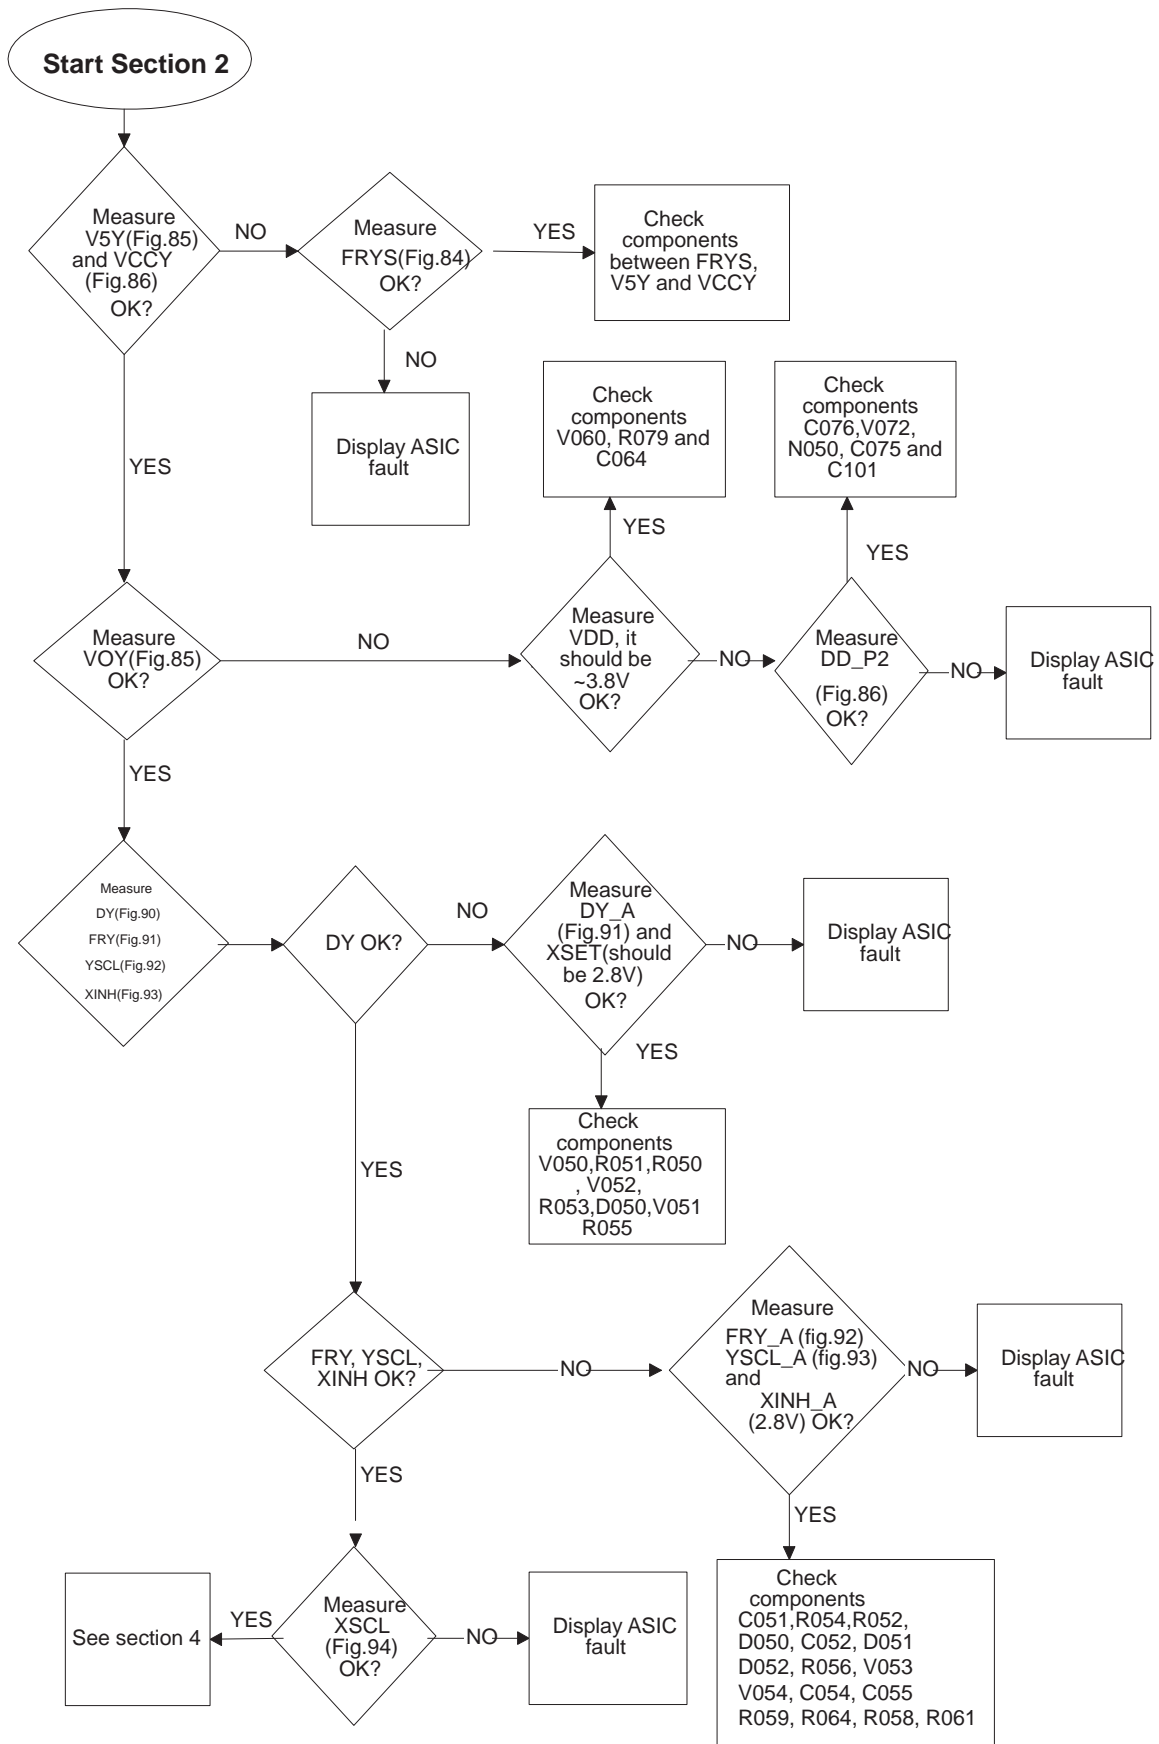 Start Section 2
Measure
V5Y(Fig.85)
and VCCY
(Fig.86)
OK?
NO
Measure
FRYS(Fig.84)
OK?
YES
Check
components
between FRYS,
V5Y and VCCY
NO
Display ASIC
fault
YES
Check
components
V060, R079 and
C064
Check
components
C076,V072,
N050, C075 and
C101
YES
YES
Measure
VOY(Fig.85)
OK?
NO
Measure
VDD, it
should be
~3.8V
OK?
NO
Measure
DD_P2
(Fig.86)
OK?
NO
Display ASIC
fault
YES
Measure
DY(Fig.90)
FRY(Fig.91)
YSCL(Fig.92)
XINH(Fig.93)
DY OK?
NO
Measure
DY_A
(Fig.91) and
XSET(should
be 2.8V)
OK?
NO
Display ASIC
fault
YES
Check
components
V050,R051,R050
, V052,
R053,D050,V051
R055
YES
FRY, YSCL,
XINH OK?
NO
Measure
FRY_A (fig.92)
YSCL_A (fig.93)
and
XINH_A
(2.8V) OK?
NO
Display ASIC
fault
YES
YES
Check
components
C051,R054,R052,
D050, C052, D051
D052, R056, V053
V054, C054, C055
R059, R064, R058, R061
Measure
XSCL
(Fig.94)
OK?
YES
See section 4
NO
Display ASIC
fault